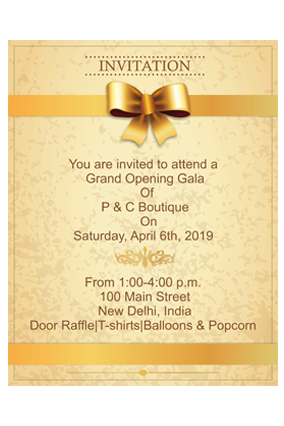 INVITATION
You are invited to attend a
Grand Opening Gala
Of
P & C Boutique
On
Saturday, April 6th, 2019
From 1:00-4:00 p.m.
100 Main Street
New Delhi, India
Door Raffle|T-shirts|Balloons & Popcorn